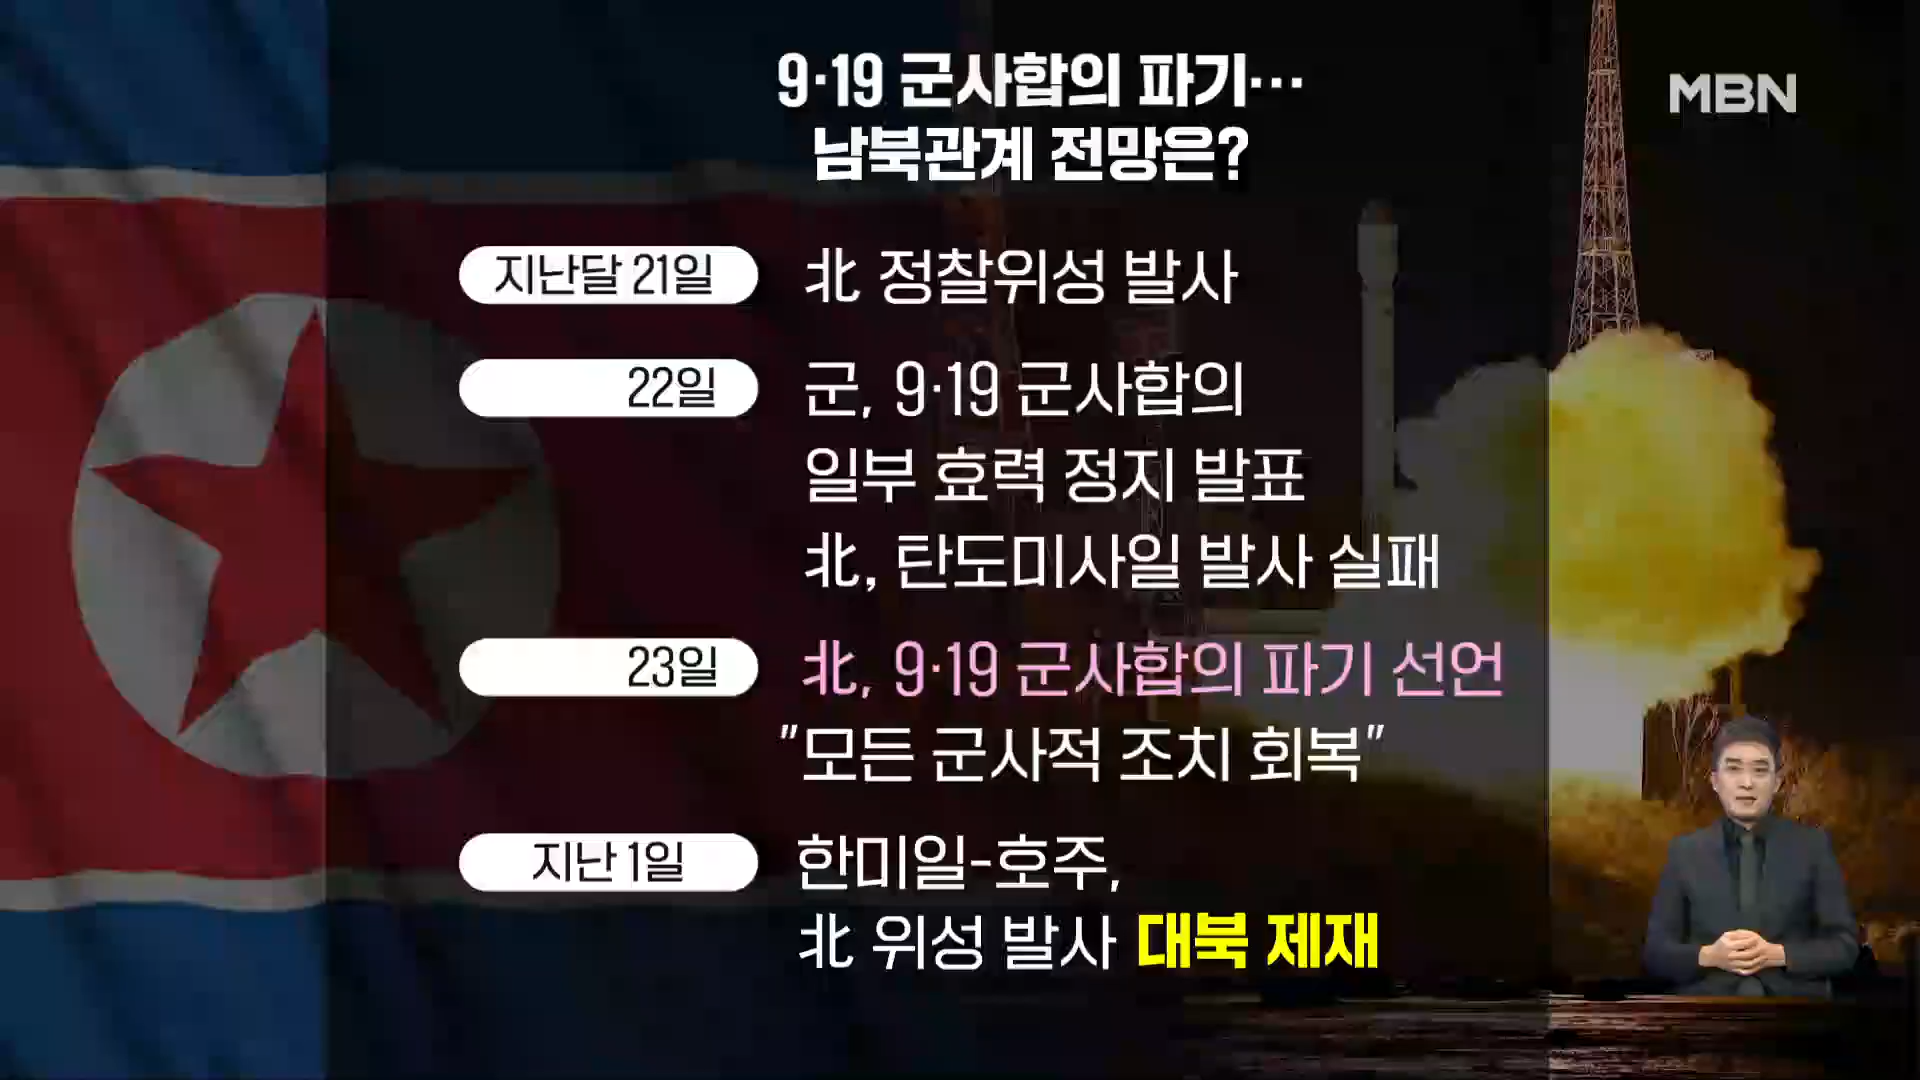 9·19 군사합의 파기…
남북관계 전망은?
MBN
지난달 21일
北 정찰위성 발사
22일
군, 9·19 군사합의
일부 효력 정지 발표
北, 탄도미사일 발사 실패
23일
北, 9·19 군사합의 파기 선언
"모든 군사적 조치 회복"
지난 1일
한미일-호주,
北 위성 발사 대북 제재